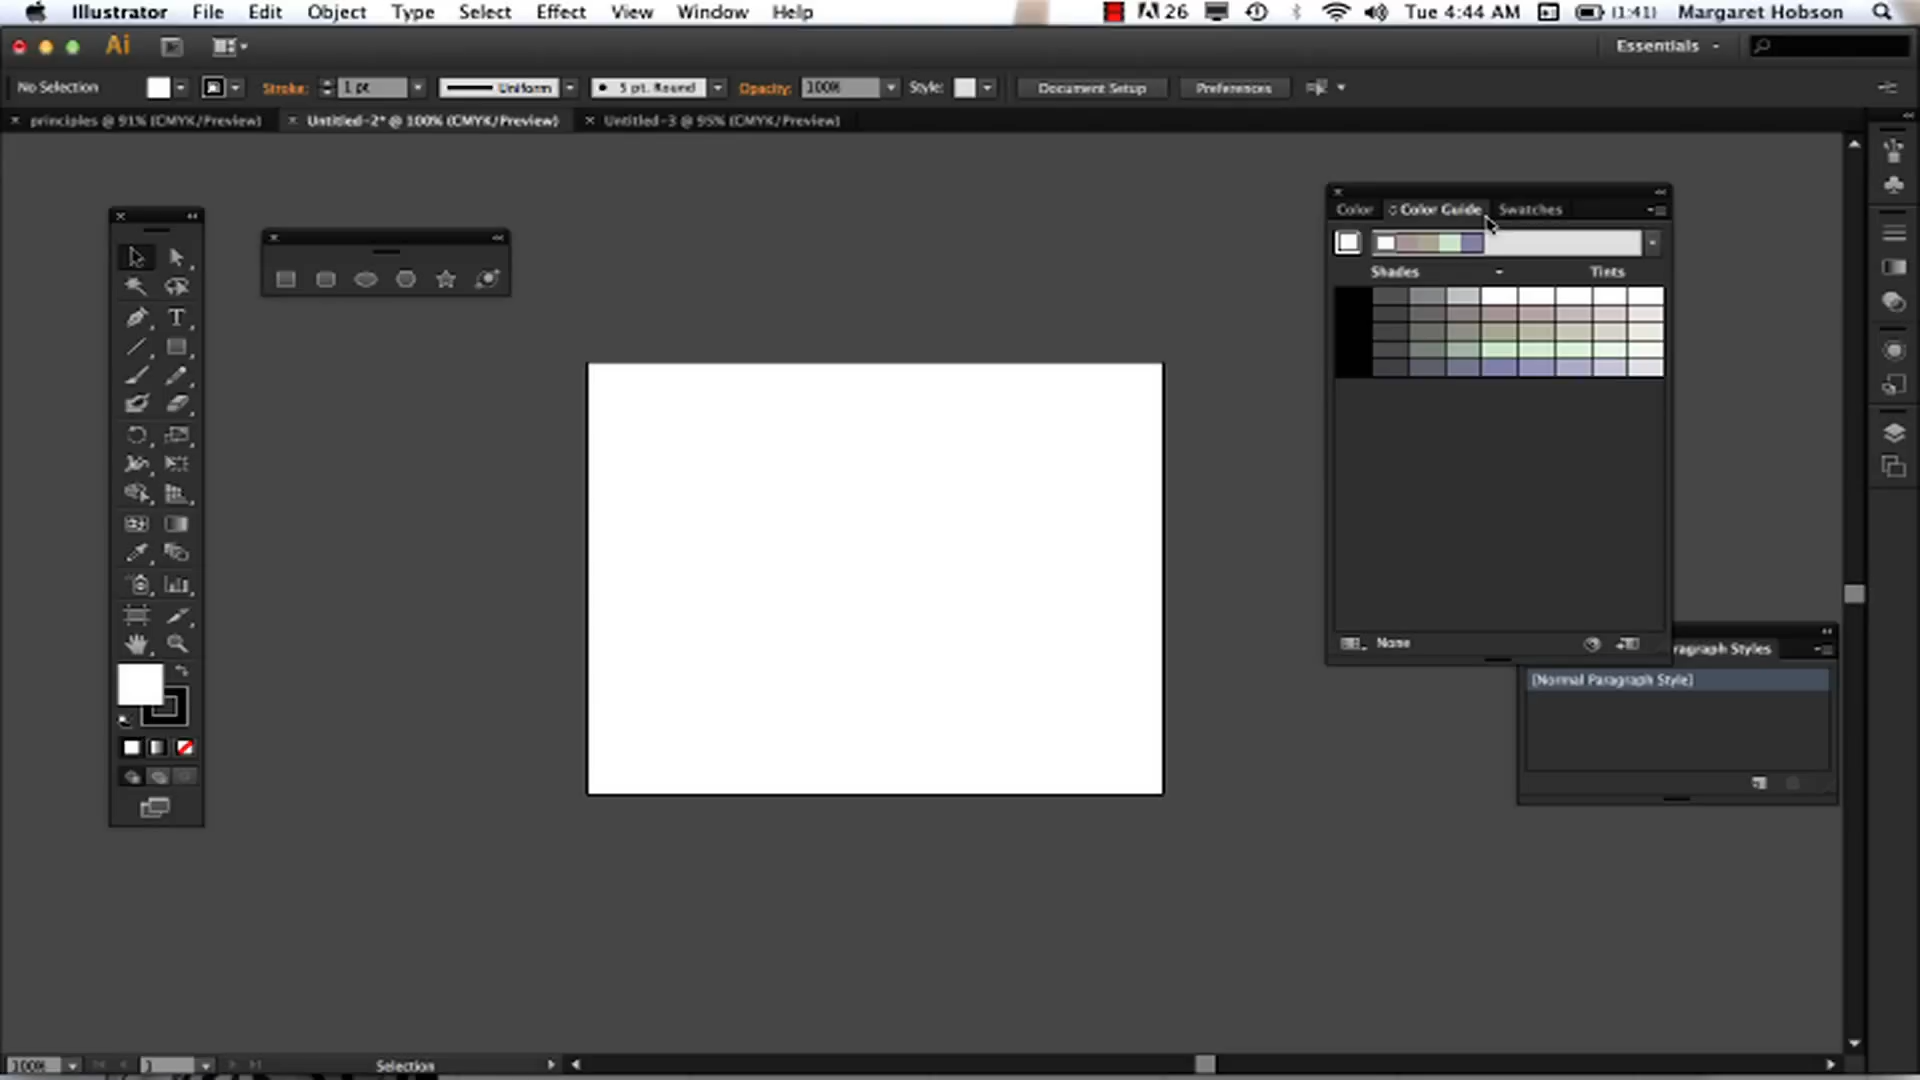 Illustrator File Edit Object Type Select Effect View Window Help 26 Tue 4:44 AM (1:41) Margaret Hobson
Ai Essentials
No Selection Stroke: 1 pt Uniform 5 pt. Round Opacity: 100% Style: Document Setup Preferences
principles @ 91% (CMYK/Preview) Untitled-2* @ 100% (CMYK/Preview) Untitled-3 @ 95% (CMYK/Preview)
Color Color Guide Swatches
Shades Tints
None
ragraph Styles
[Normal Paragraph Style]
100% 1 Selection